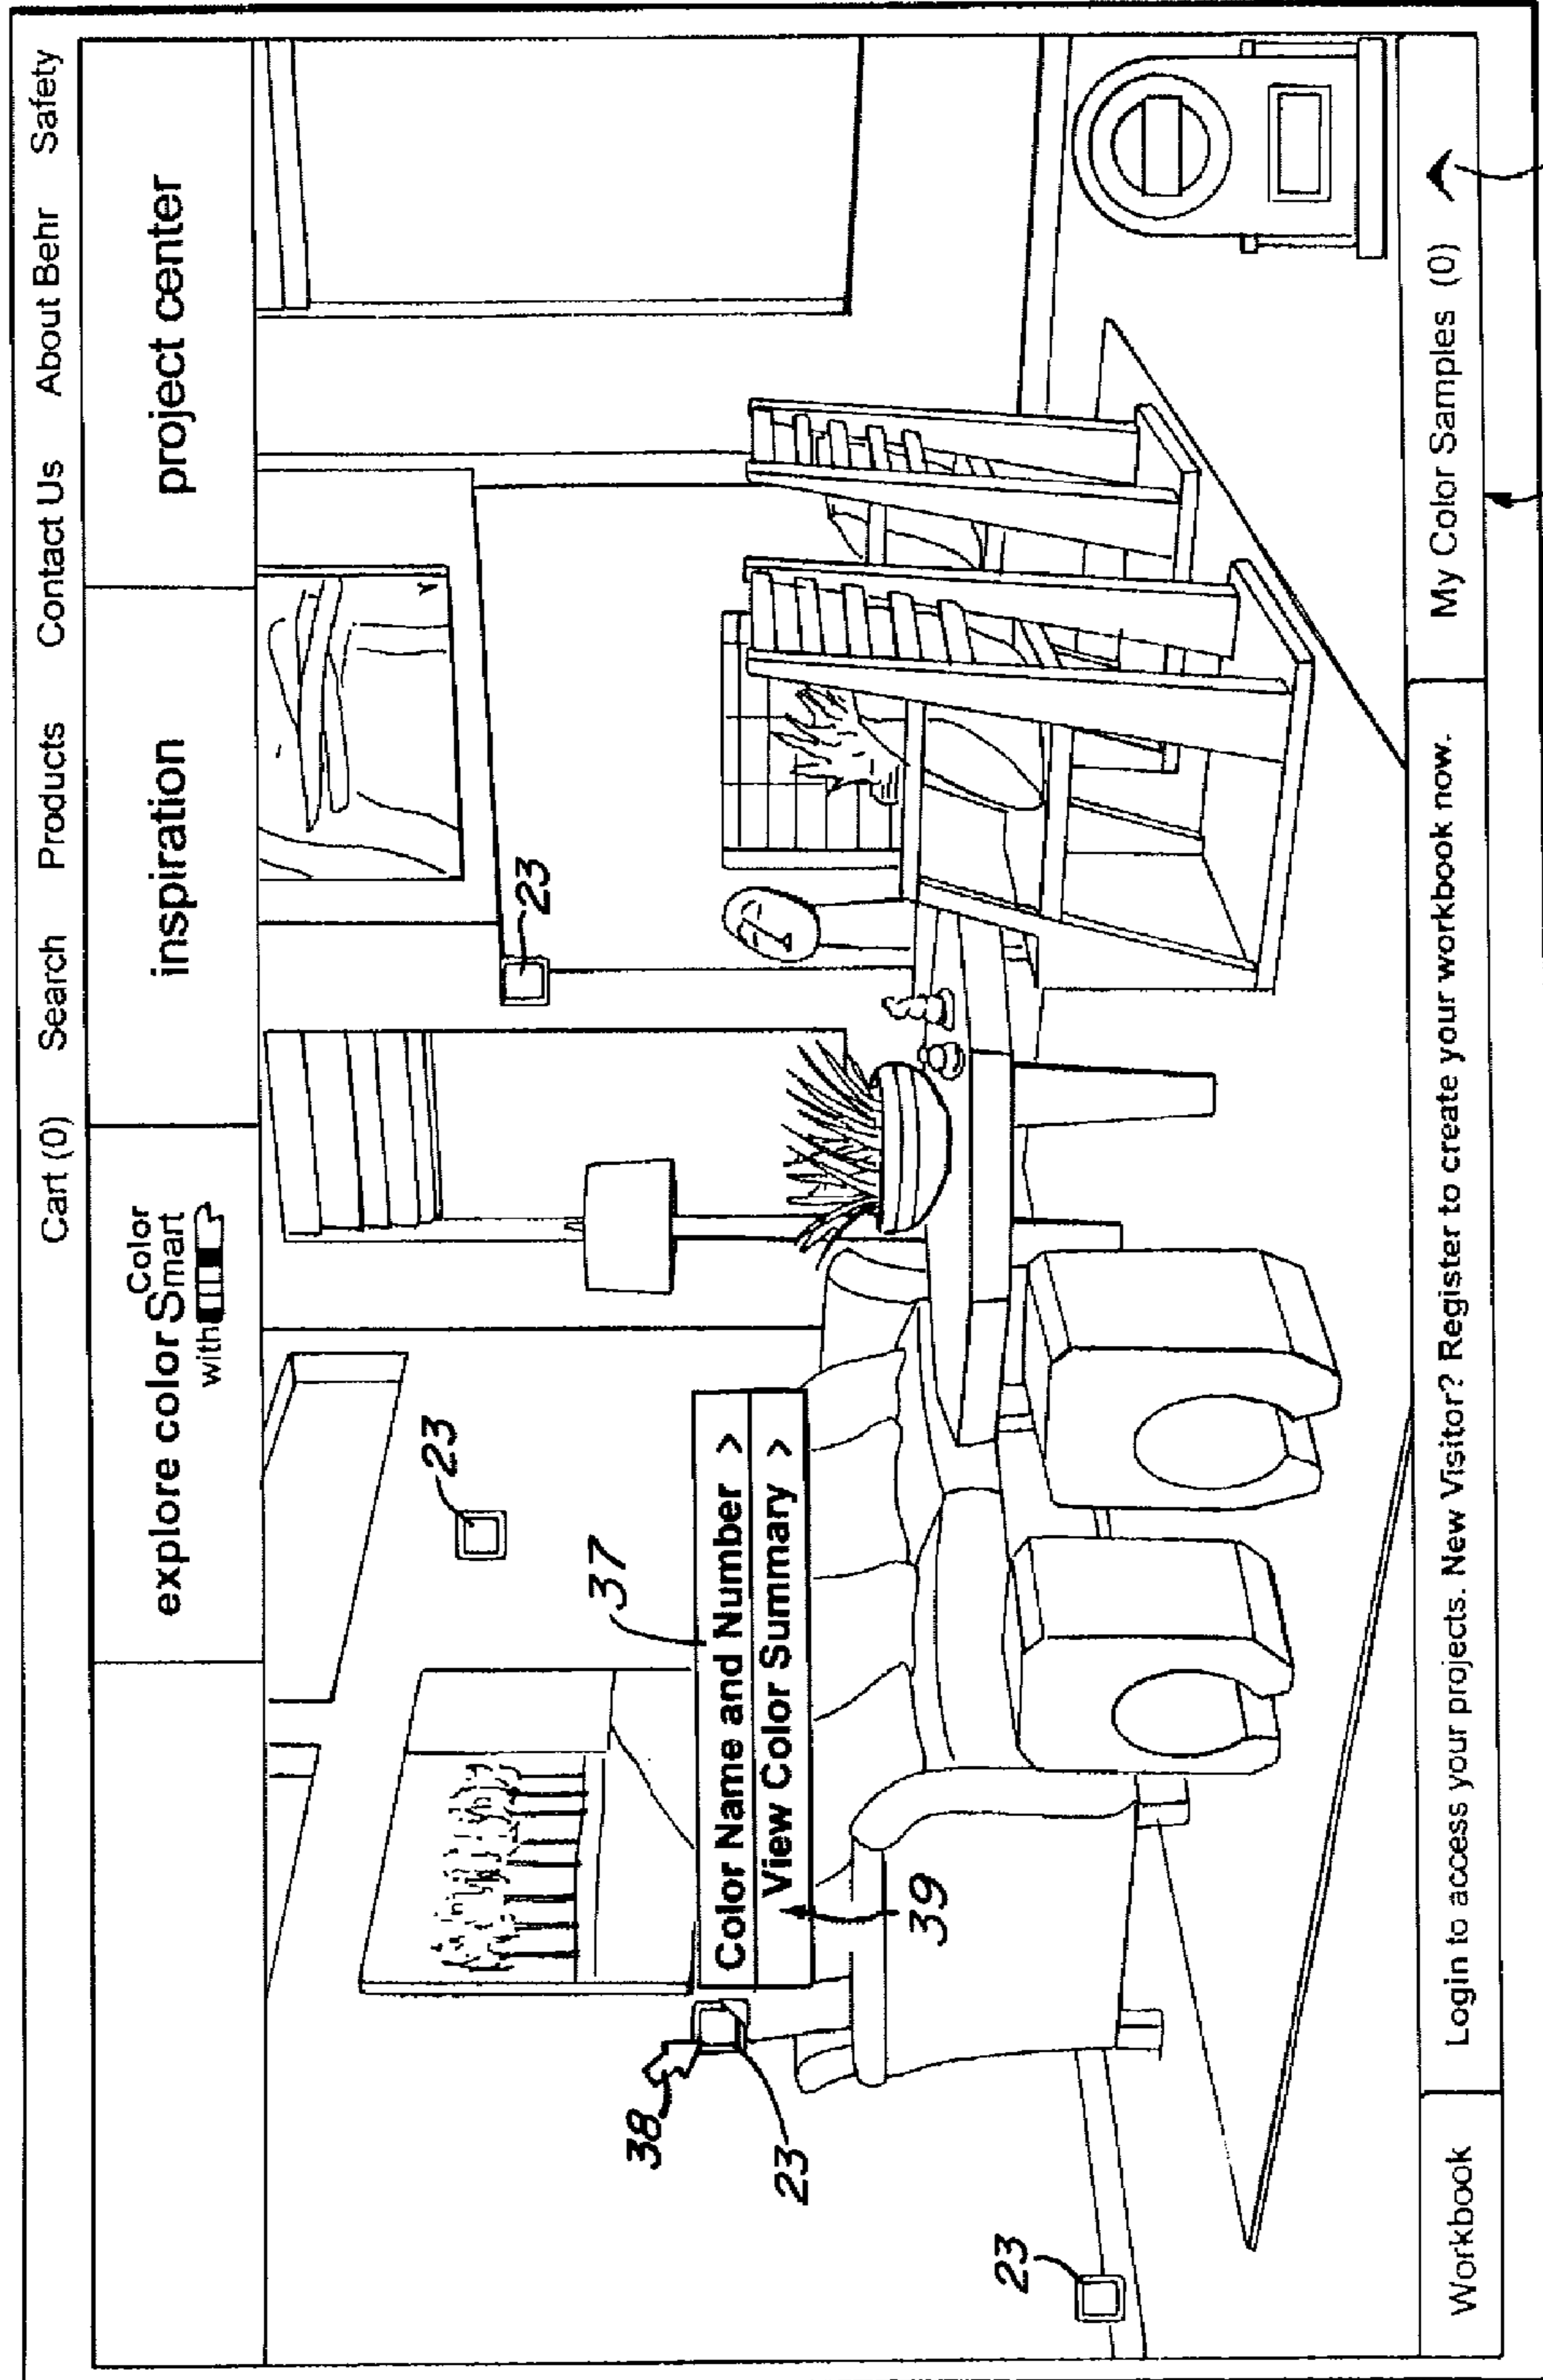 Cart (0) Search Products Contact Us About Behr Safety
explore color with Color Smart
inspiration
project center
23
23
37
Color Name and Number >
View Color Summary >
38
23
39
23
Workbook
Login to access your projects. New Visitor? Register to create your workbook now.
My Color Samples (0)